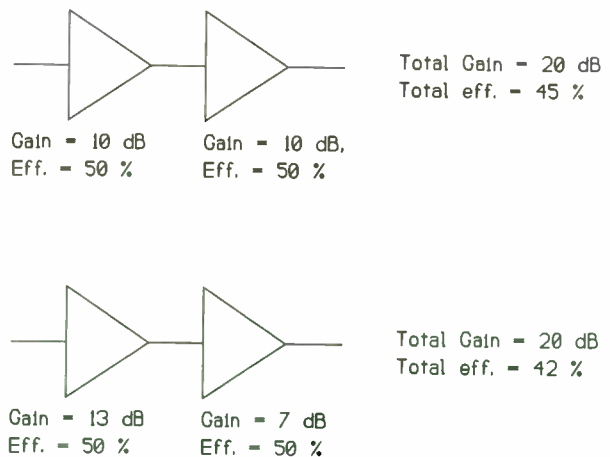 Total Gain = 20 dB
Total eff. = 45 %
Gain = 10 dB
Eff. = 50 %
Gain = 10 dB,
Eff. = 50 %
Total Gain = 20 dB
Total eff. = 42 %
Gain = 13 dB
Eff. = 50 %
Gain = 7 dB
Eff. = 50 %